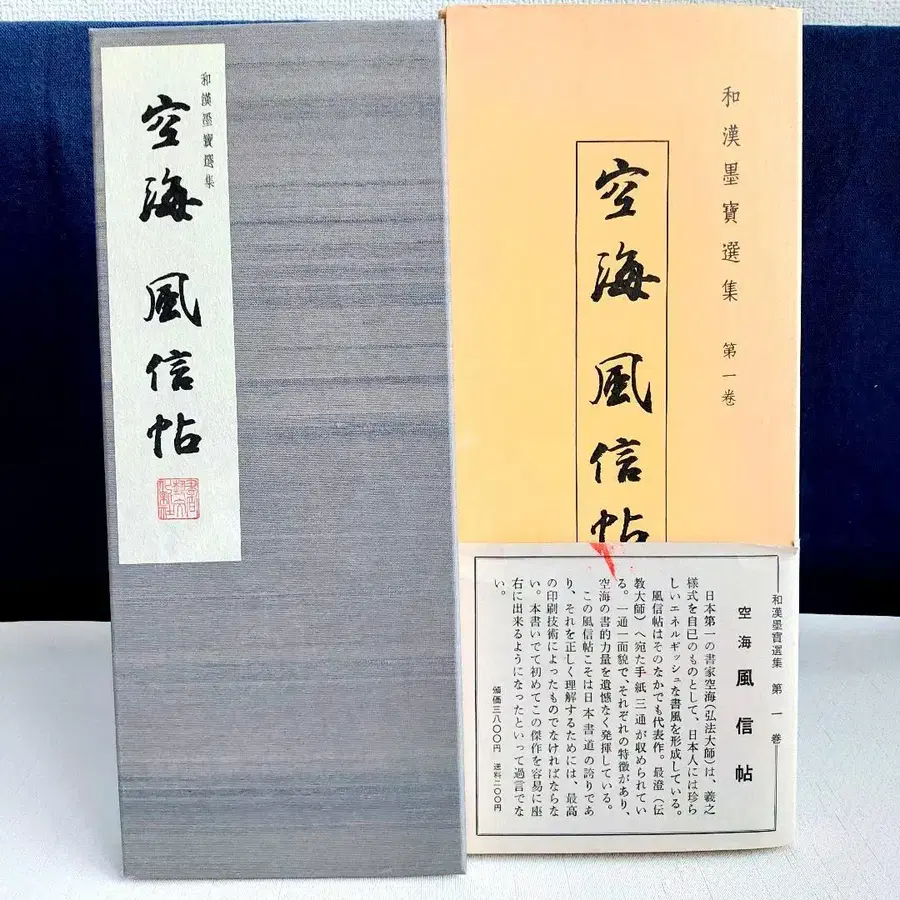 和漢墨寶選集
空海 風信帖
和漢墨寶選集 第一卷
空海 風信帖
和漢墨寶選集 第一巻
空海 風信帖
日本第一の書家空海(弘法大師)は、羲之
様式を自已のものとして、日本人には珍ら
しいエネルギッシュな書風を形成している。
風信帖はそのなかでも代表作。最澄(伝
教大師)へ宛た手紙三通が収められてい
る。一通一面貌で、それぞれの特徴があり、
空海の書的力量を遺憾なく発揮している。
この風信帖こそは日本書道の誇りであ
り、それを正しく理解するためには、最高
の印刷技術によったものでなければならな
い。本書いでて初めてこの傑作を容易に座
右に出来るようになったといって過言でな
い。
頒価三八〇〇円 送料二〇〇円